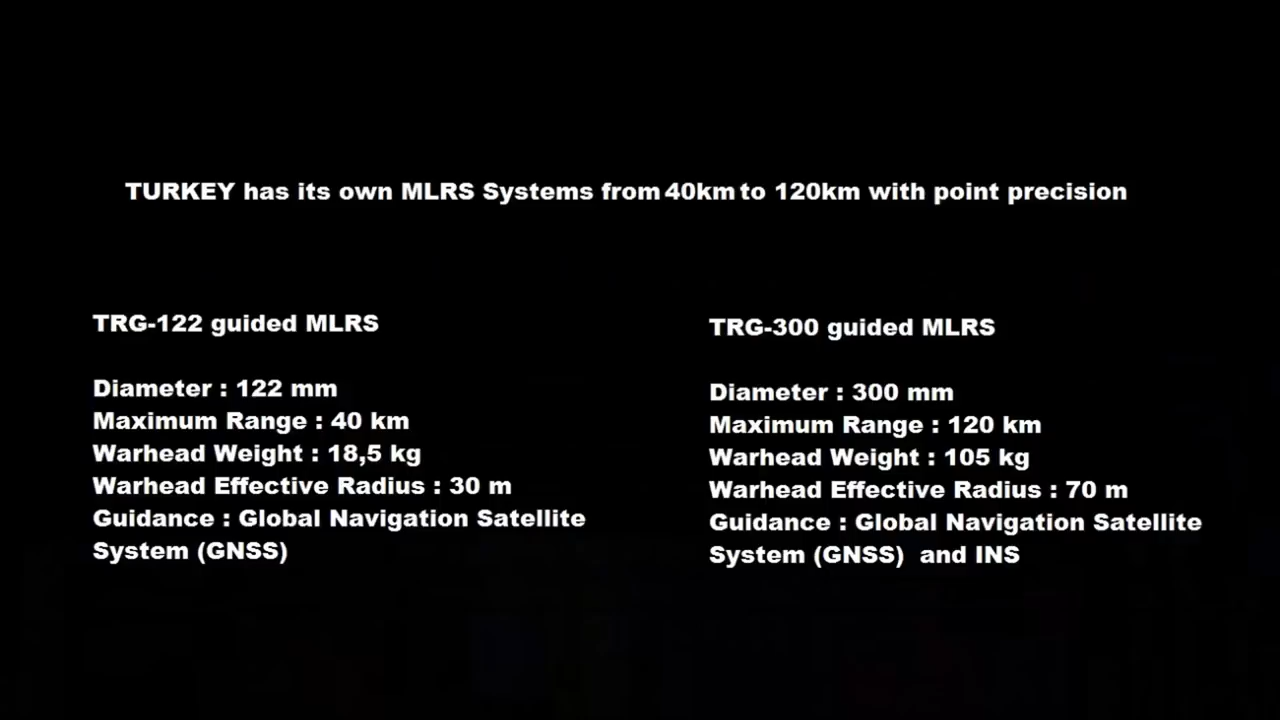 TURKEY has its own MLRS Systems from 40km to 120km with point precision
TRG-122 guided MLRS
Diameter : 122 mm
Maximum Range : 40 km
Warhead Weight : 18,5 kg
Warhead Effective Radius : 30 m
Guidance : Global Navigation Satellite
System (GNSS)
TRG-300 guided MLRS
Diameter : 300 mm
Maximum Range : 120 km
Warhead Weight : 105 kg
Warhead Effective Radius : 70 m
Guidance : Global Navigation Satellite
System (GNSS) and INS